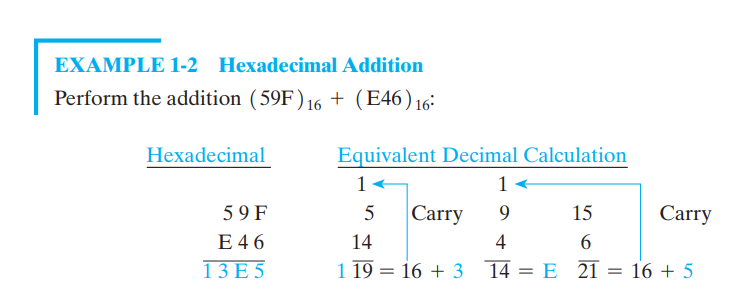 EXAMPLE 1-2 Hexadecimal Addition
Perform the addition (59F)16 + (E46)16:
Hexadecimal Equivalent Decimal Calculation
1 1
5 9 F 5 Carry 9 15 Carry
E 4 6 14 4 6
1 3 E 5 1 19 = 16 + 3 14 = E 21 = 16 + 5